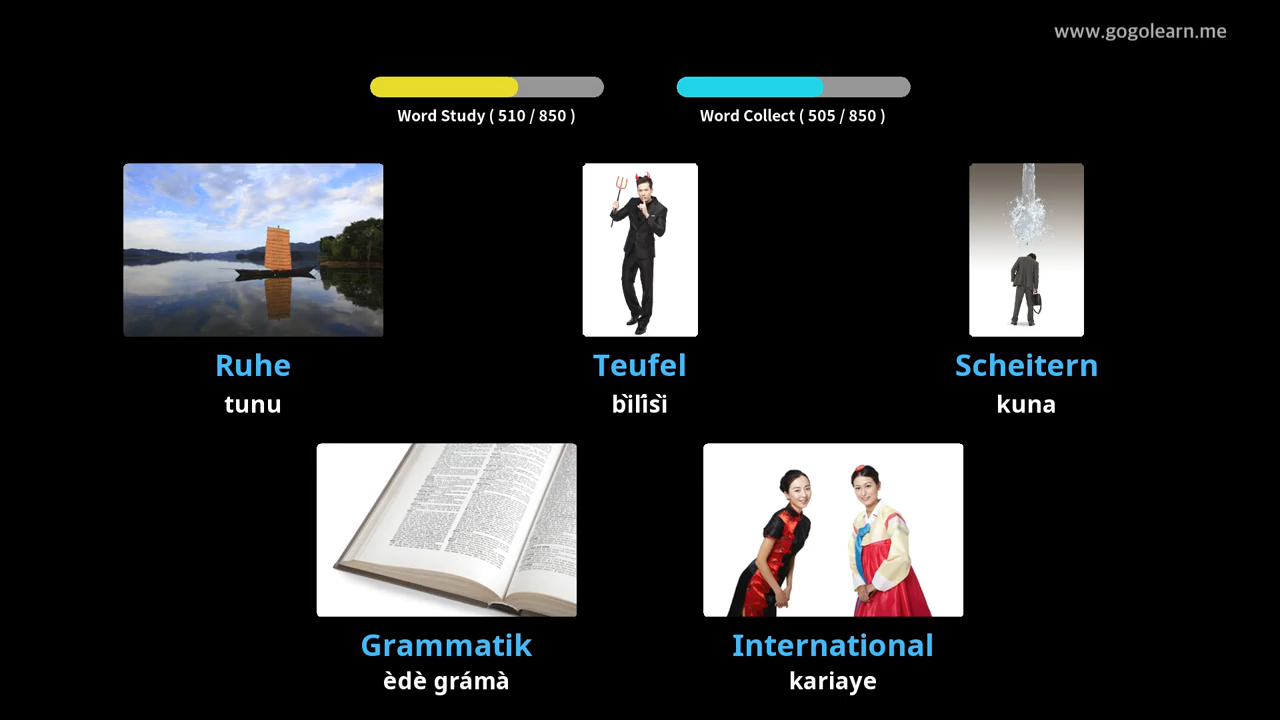 www.gogolearn.me
Word Study ( 510 / 850 )
Word Collect ( 505 / 850 )
Ruhe
tunu
Teufel
bìlísì
Scheitern
kuna
Grammatik
èdè grámà
International
kariaye